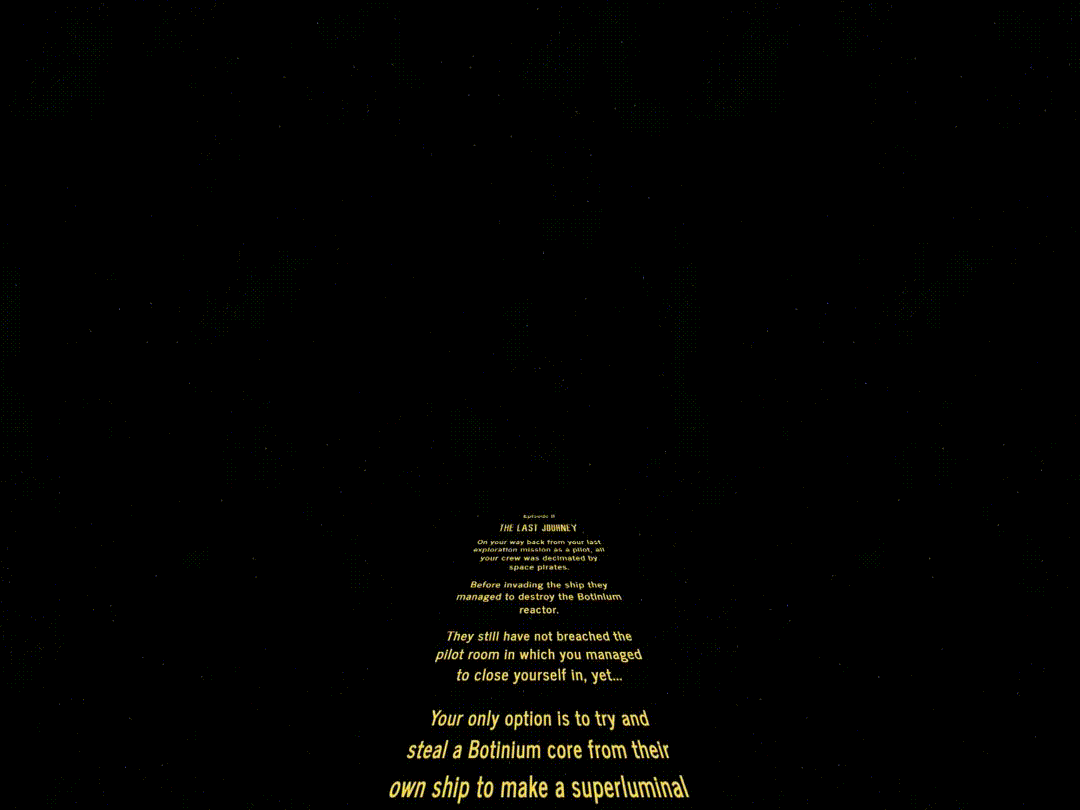 Episode II
THE LAST JOURNEY
On your way back from your last
exploration mission as a pilot, all
your crew was decimated by
space pirates.
Before invading the ship they
managed to destroy the Botinium
reactor.
They still have not breached the
pilot room in which you managed
to close yourself in, yet...
Your only option is to try and
steal a Botinium core from their
own ship to make a superluminal